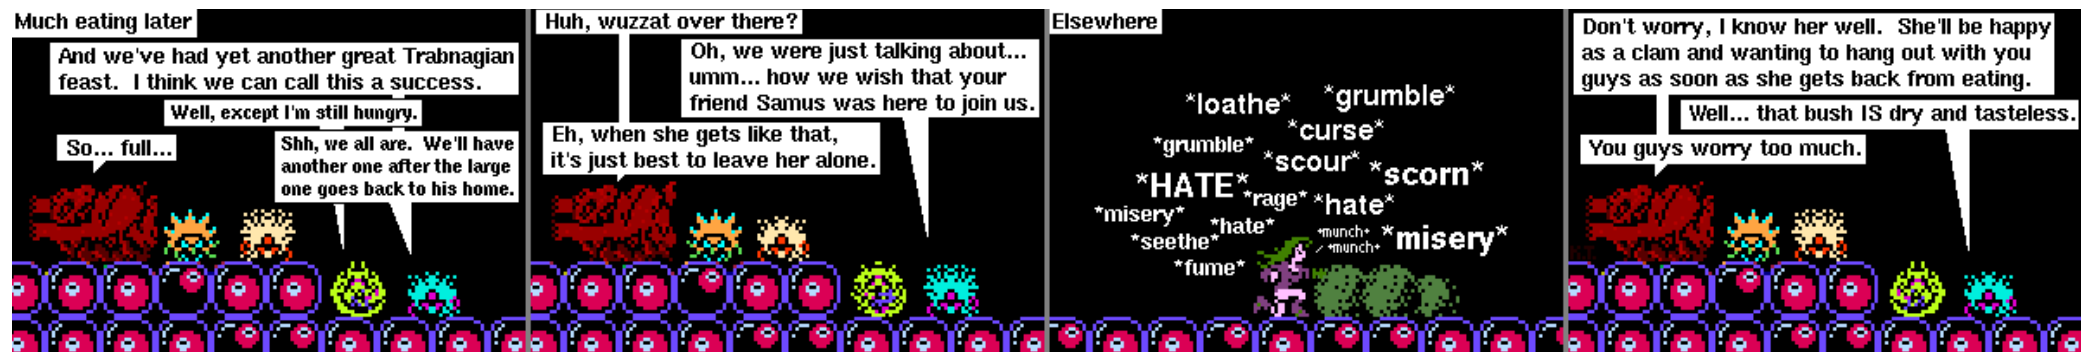 Much eating later
And we've had yet another great Trabnagian
feast.  I think we can call this a success.
Well, except I'm still hungry.
So... full...
Shh, we all are.  We'll have
another one after the large
one goes back to his home.
Huh, wuzzat over there?
Oh, we were just talking about...
umm... how we wish that your
friend Samus was here to join us.
Eh, when she gets like that,
it's just best to leave her alone.
Elsewhere
*loathe* *grumble*
*curse*
*grumble*
*scour* *scorn*
*HATE*
*rage* *hate*
*misery*
*hate*
*seethe*
+munch+
+munch+
*misery*
*fume*
Don't worry, I know her well.  She'll be happy
as a clam and wanting to hang out with you
guys as soon as she gets back from eating.
Well... that bush IS dry and tasteless.
You guys worry too much.